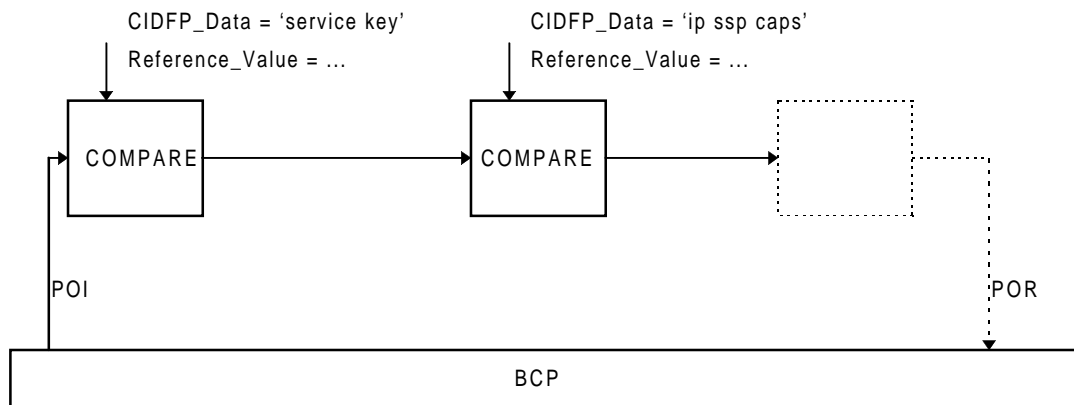 CIDFP_Data = ‘service key’
Reference_Value = ...
CIDFP_Data = ‘ip ssp caps’
Reference_Value = ...
COMPARE
COMPARE
POI
POR
BCP